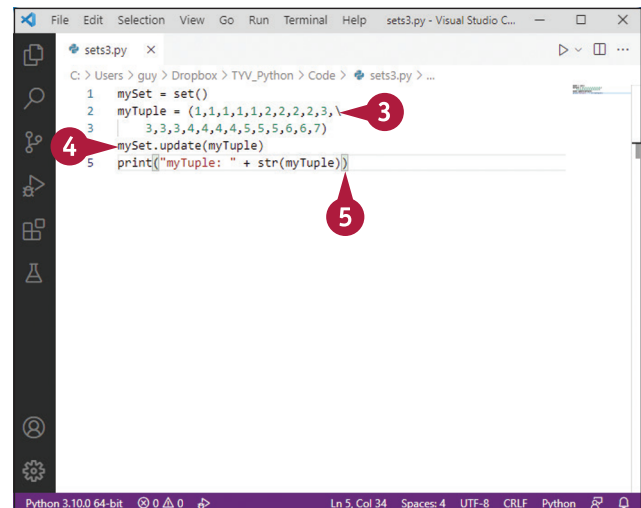 File Edit Selection View Go Run Terminal Help sets3.py - Visual Studio C...
sets3.py
C: > Users > guy > Dropbox > TYV_Python > Code > sets3.py > ...
1 mySet = set()
2 myTuple = (1,1,1,1,1,2,2,2,2,3,\
3
3 3,3,3,4,4,4,4,5,5,5,6,6,7)
4
4 mySet.update(myTuple)
5 print("myTuple: " + str(myTuple))
5
Python 3.10.0 64-bit 0 0 Ln 5, Col 34 Spaces: 4 UTF-8 CRLF Python